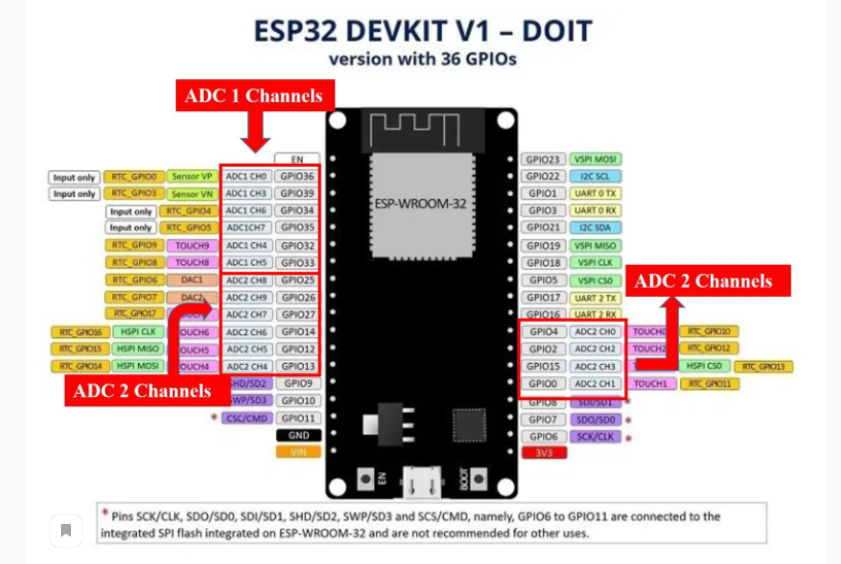 ESP32 DEVKIT V1 – DOIT
version with 36 GPIOs
ADC 1 Channels
EN
Input only RTC_GPIO0 Sensor VP ADC1 CH0 GPIO36
Input only RTC_GPIO3 Sensor VN ADC1 CH3 GPIO39
Input only RTC_GPIO4 ADC1 CH6 GPIO34
Input only RTC_GPIO5 ADC1CH7 GPIO35
RTC_GPIO9 TOUCH9 ADC1 CH4 GPIO32
RTC_GPIO8 TOUCH8 ADC1 CH5 GPIO33
RTC_GPIO6 DAC1 ADC2 CH8 GPIO25
RTC_GPIO7 DAC2 ADC2 CH9 GPIO26
RTC_GPIO17 ADC2 CH7 GPIO27
RTC_GPIO16 HSPI CLK TOUCH6 ADC2 CH6 GPIO14
RTC_GPIO15 HSPI MISO TOUCH5 ADC2 CH5 GPIO12
RTC_GPIO14 HSPI MOSI TOUCH4 ADC2 CH4 GPIO13
ADC 2 Channels
SHD/SD2 GPIO9
SWP/SD3 GPIO10
* CSC/CMD GPIO11
GND
VIN
ESP-WROOM-32
EN
BOOT
GPIO23 VSPI MOSI
GPIO22 I2C SCL
GPIO1 UART 0 TX
GPIO3 UART 0 RX
GPIO21 I2C SDA
GPIO19 VSPI MISO
GPIO18 VSPI CLK
GPIO5 VSPI CS0
ADC 2 Channels
GPIO17 UART 2 TX
GPIO16 UART 2 RX
GPIO4 ADC2 CH0 TOUCH0 RTC_GPIO10
GPIO2 ADC2 CH2 TOUCH2 RTC_GPIO12
GPIO15 ADC2 CH3 HSPI CS0 RTC_GPIO13
GPIO0 ADC2 CH1 TOUCH1 RTC_GPIO11
GPIO8 SDI/SD1 *
GPIO7 SDO/SD0 *
GPIO6 SCK/CLK *
3V3
* Pins SCK/CLK, SDO/SD0, SDI/SD1, SHD/SD2, SWP/SD3 and SCS/CMD, namely, GPIO6 to GPIO11 are connected to the
integrated SPI flash integrated on ESP-WROOM-32 and are not recommended for other uses.